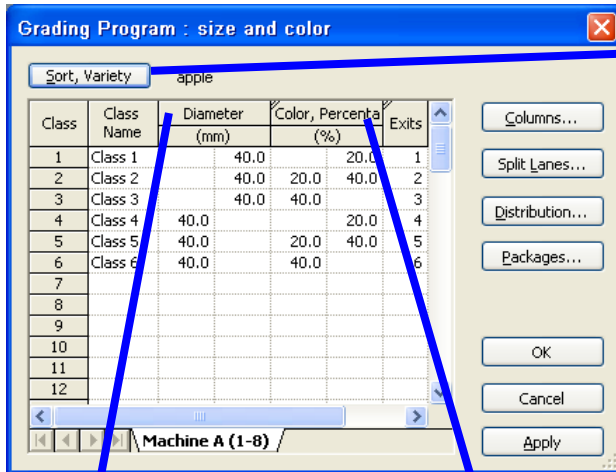 Grading Program : size and color
Sort, Variety apple
Class Class Name Diameter (mm) Color, Percenta (%) Exits
1 Class 1 40.0 20.0 1
2 Class 2 40.0 20.0 40.0 2
3 Class 3 40.0 40.0 3
4 Class 4 40.0 20.0 4
5 Class 5 40.0 20.0 40.0 5
6 Class 6 40.0 40.0 6
7
8
9
10
11
12
Machine A (1-8)
Columns...
Split Lanes...
Distribution...
Packages...
OK
Cancel
Apply